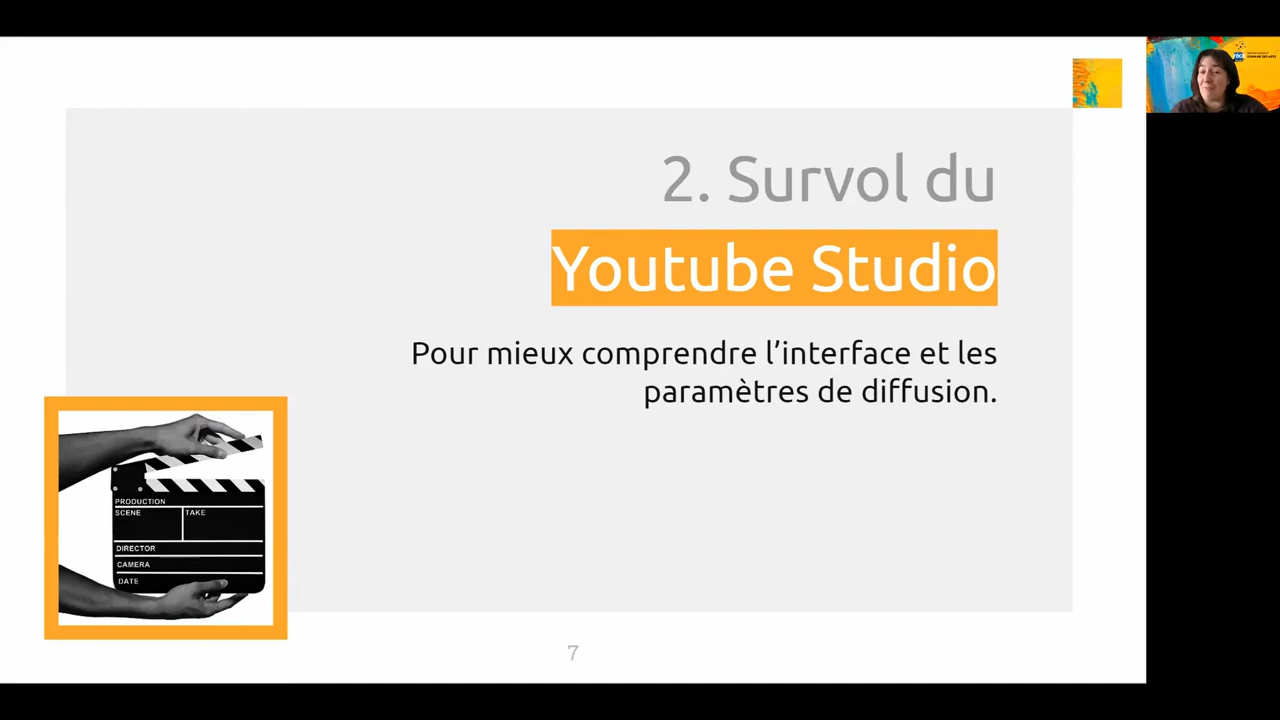 2. Survol du
Youtube Studio
Pour mieux comprendre l’interface et les
paramètres de diffusion.
PRODUCTION
SCENE TAKE
DIRECTOR
CAMERA
DATE
7